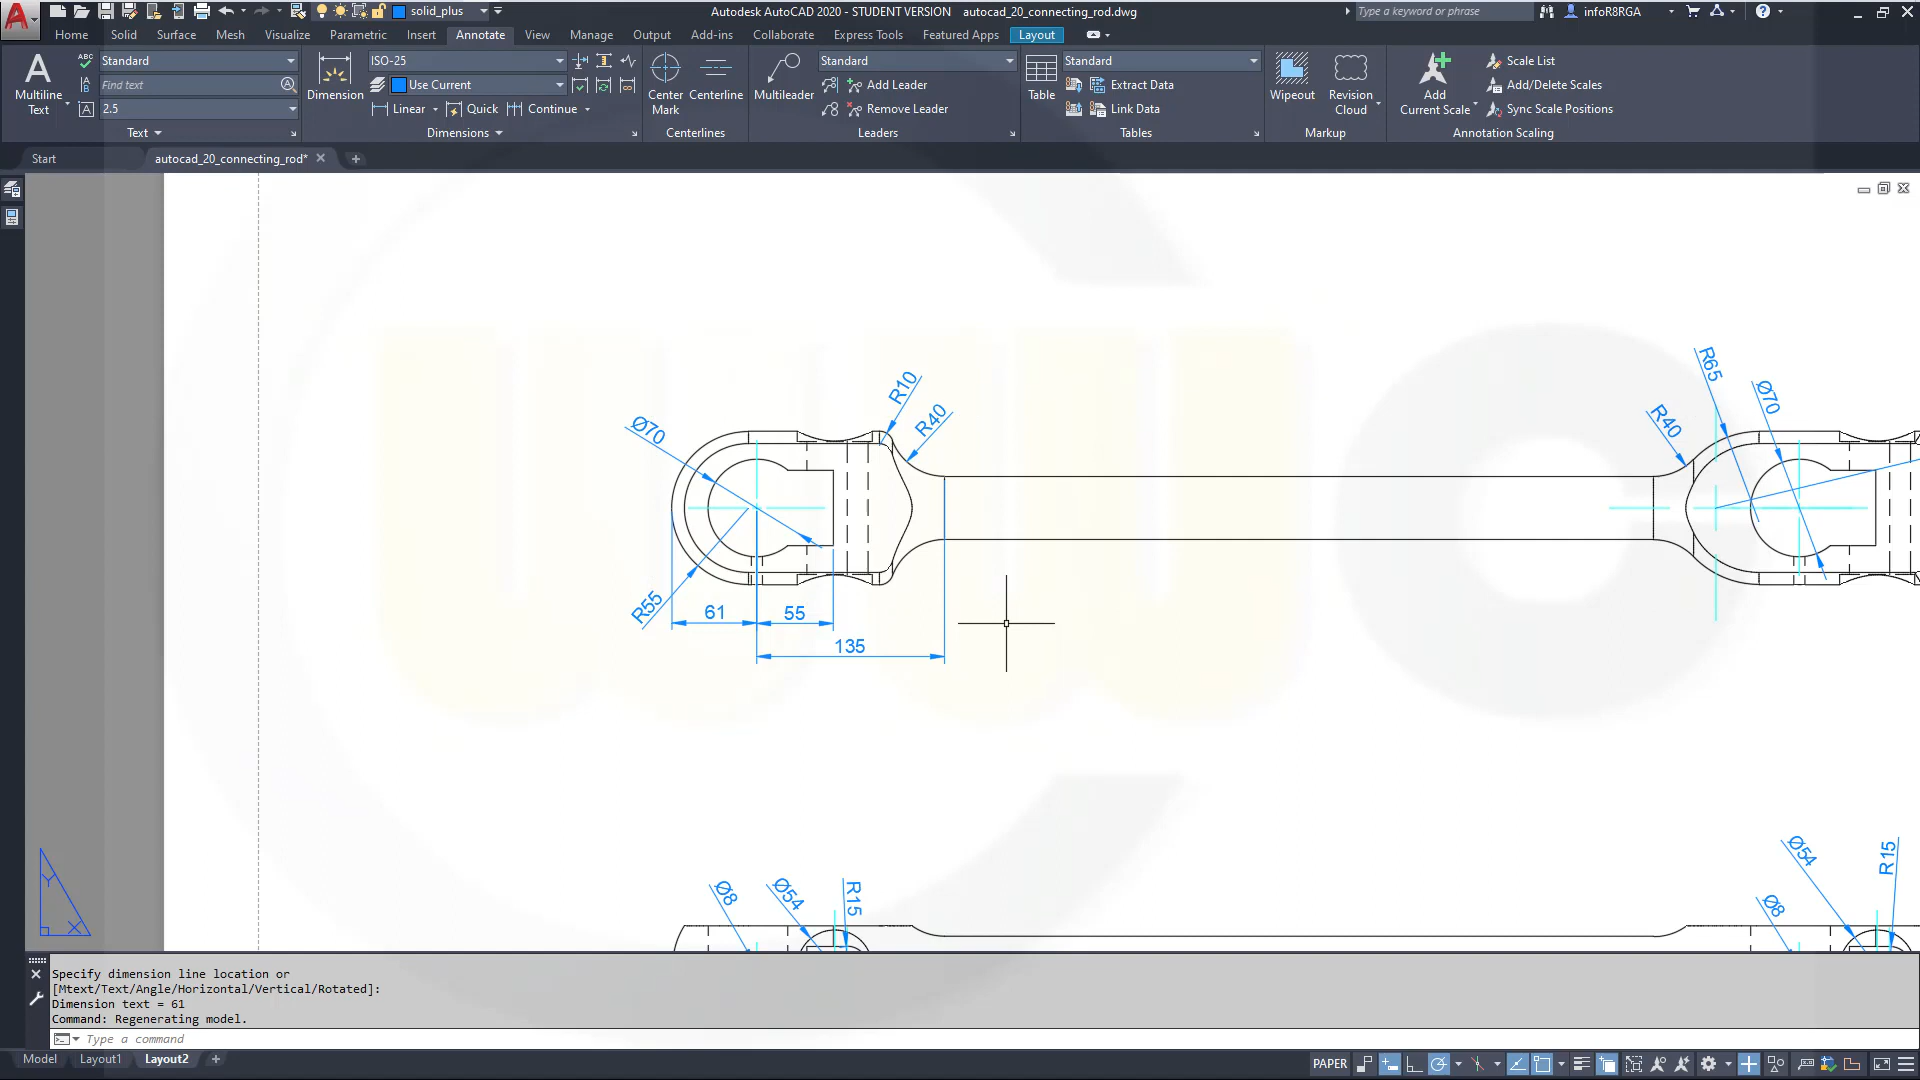 solid_plus
Autodesk AutoCAD 2020 - STUDENT VERSION autocad_20_connecting_rod.dwg
Type a keyword or phrase
infoR8RGA
Home Solid Surface Mesh Visualize Parametric Insert Annotate View Manage Output Add-ins Collaborate Express Tools Featured Apps Layout
Multiline Text
ABC
Standard
Find text
2.5
Text
Dimension
ISO-25
Use Current
Linear Quick Continue
Dimensions
Center Mark
Centerline
Centerlines
Multileader
Standard
Add Leader
Remove Leader
Leaders
Table
Standard
Extract Data
Link Data
Tables
Wipeout
Revision Cloud
Markup
Add Current Scale
Scale List
Add/Delete Scales
Sync Scale Positions
Annotation Scaling
Start
autocad_20_connecting_rod*
R10
R40
Ø70
R55
61
55
135
R65
Ø70
R40
Ø8
Ø54
R15
Ø54
R15
Ø8
Y
X
Specify dimension line location or
[Mtext/Text/Angle/Horizontal/Vertical/Rotated]:
Dimension text = 61
Command: Regenerating model.
Type a command
Model Layout1 Layout2
PAPER